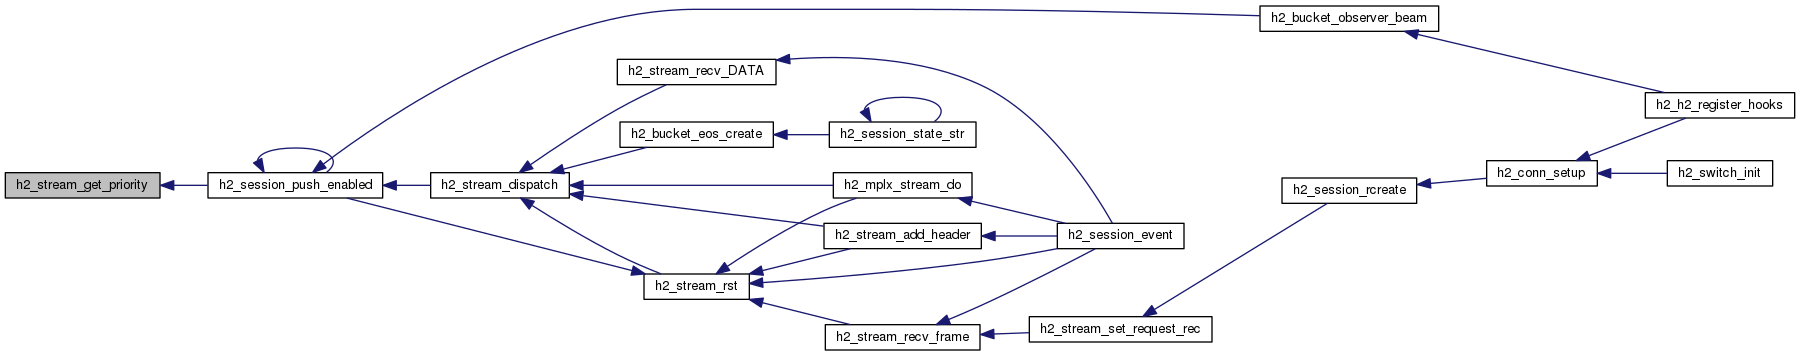 h2_bucket_observer_beam
h2_stream_recv_DATA
h2_h2_register_hooks
h2_bucket_eos_create
h2_session_state_str
h2_stream_get_priority
h2_session_push_enabled
h2_stream_dispatch
h2_mplx_stream_do
h2_conn_setup
h2_switch_init
h2_session_rcreate
h2_stream_add_header
h2_session_event
h2_stream_rst
h2_stream_recv_frame
h2_stream_set_request_rec